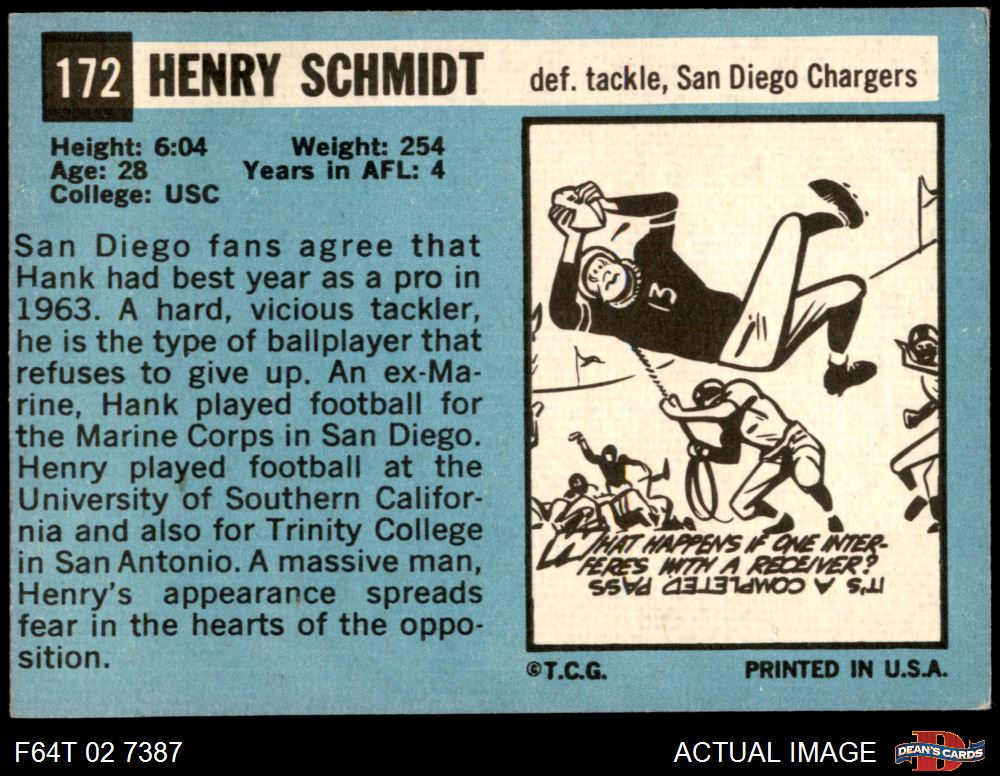 172 HENRY SCHMIDT def. tackle, San Diego Chargers
Height: 6:04 Weight: 254
Age: 28 Years in AFL: 4
College: USC
San Diego fans agree that
Hank had best year as a pro in
1963. A hard, vicious tackler,
he is the type of ballplayer that
refuses to give up. An ex-Ma-
rine, Hank played football for
the Marine Corps in San Diego.
Henry played football at the
University of Southern Califor-
nia and also for Trinity College
in San Antonio. A massive man,
Henry's appearance spreads
fear in the hearts of the oppo-
sition.
13
WHAT HAPPENS IF ONE INTER-
FERES WITH A RECEIVER?
IT'S A COMPLETED PASS
©T.C.G. PRINTED IN U.S.A.
F64T 02 7387 ACTUAL IMAGE DEAN'S CARDS